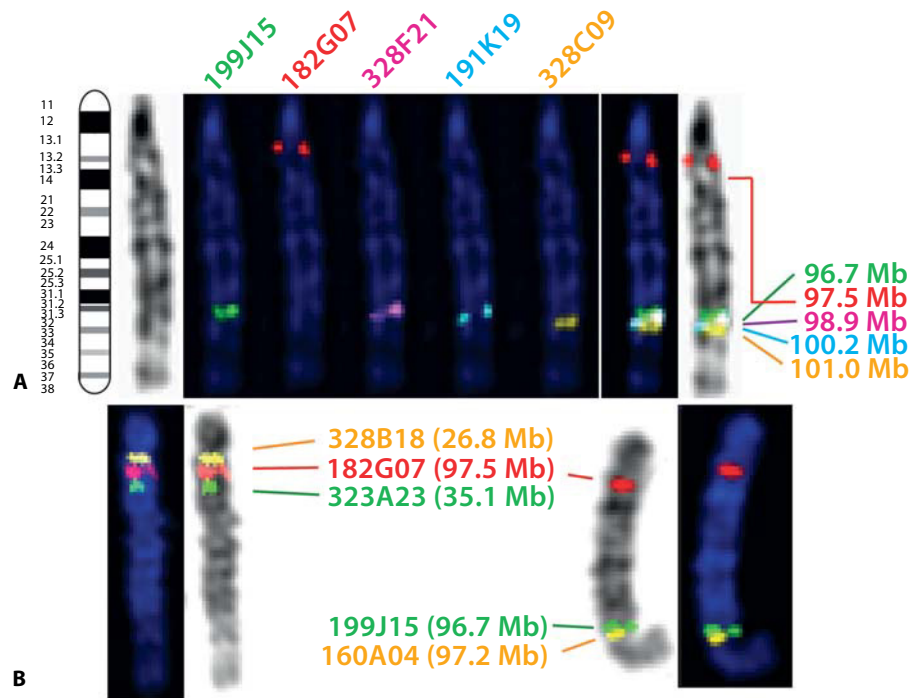 199J15
182G07
328F21
191K19
328C09
11
12
13.1
13.2
13.3
14
21
22
23
24
25.1
25.2
25.3
31.1
31.2
31.3
32
33
34
35
36
37
38
96.7 Mb
97.5 Mb
98.9 Mb
100.2 Mb
101.0 Mb
A
328B18 (26.8 Mb)
182G07 (97.5 Mb)
323A23 (35.1 Mb)
199J15 (96.7 Mb)
160A04 (97.2 Mb)
B